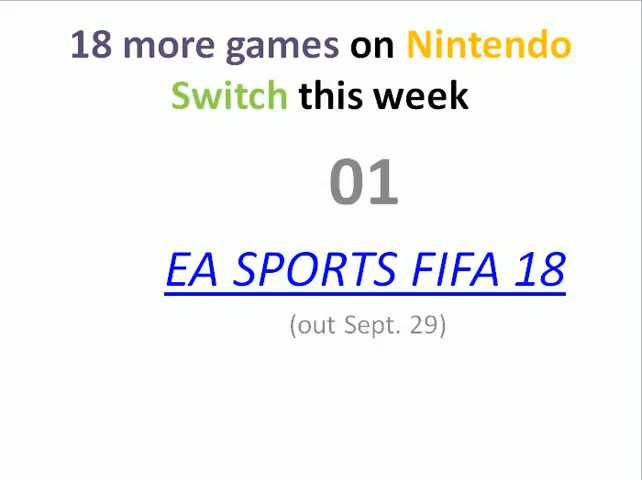 18 more games on Nintendo
Switch this week
01
EA SPORTS FIFA 18
(out Sept. 29)